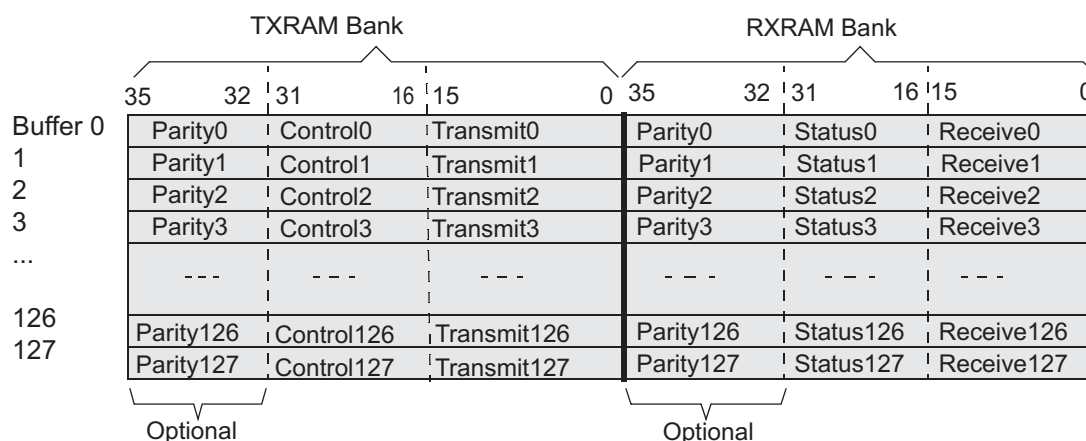 TXRAM Bank RXRAM Bank
35 32 31 16 15 0 35 32 31 16 15 0
Buffer 0 Parity0 Control0 Transmit0 Parity0 Status0 Receive0
1 Parity1 Control1 Transmit1 Parity1 Status1 Receive1
2 Parity2 Control2 Transmit2 Parity2 Status2 Receive2
3 Parity3 Control3 Transmit3 Parity3 Status3 Receive3
... - - - - - - - - - - - - - - - - - -
126 Parity126 Control126 Transmit126 Parity126 Status126 Receive126
127 Parity127 Control127 Transmit127 Parity127 Status127 Receive127
Optional Optional